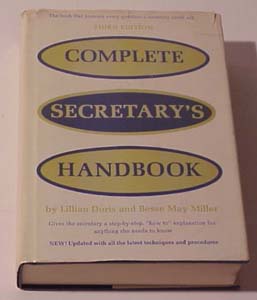 The book that answers every question a secretary could ask
THIRD EDITION
COMPLETE
SECRETARY'S
HANDBOOK
by Lillian Doris and Besse May Miller
Gives the secretary a step-by-step, "how to" explanation for
anything she needs to know
NEW! Updated with all the latest techniques and procedures